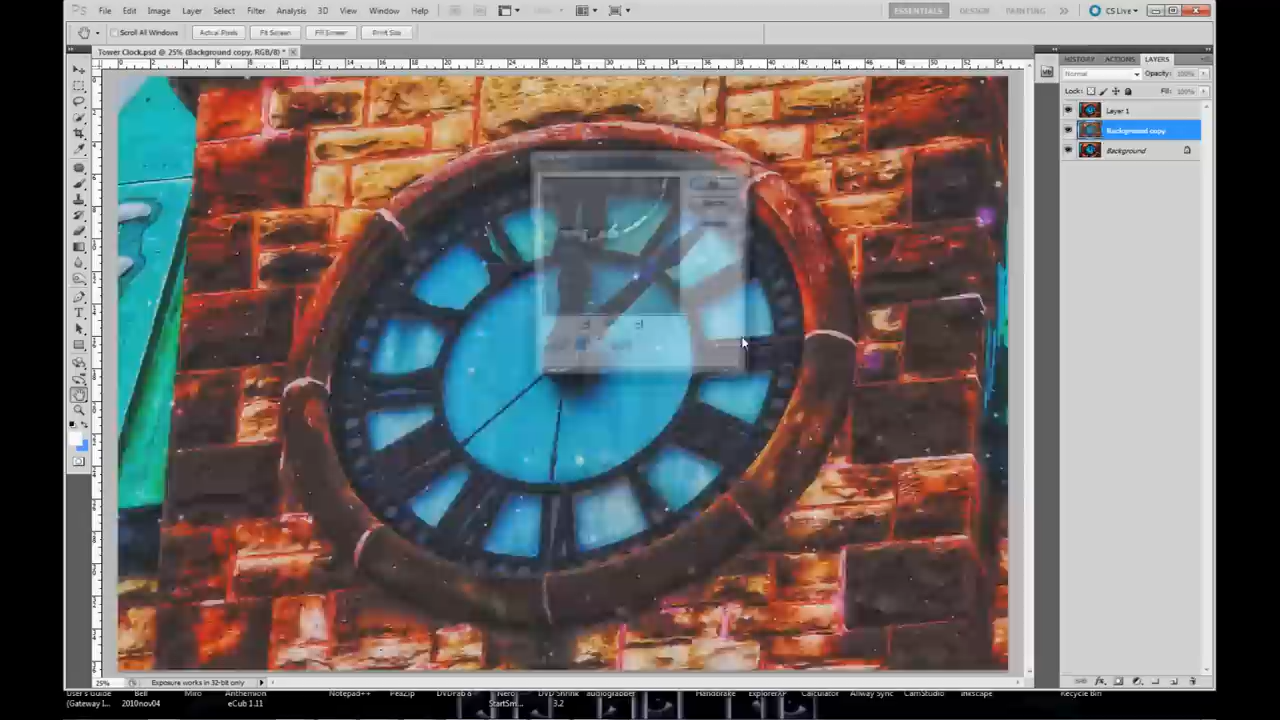 PS File Edit Image Layer Select Filter Analysis 3D View Window Help ESSENTIALS DESIGN PAINTING >> CS Live
Scroll All Windows Actual Pixels Fit Screen Fill Screen Print Size
Tower Clock.psd @ 25% (Background copy, RGB/8) * x
HISTORY ACTIONS LAYERS
Normal Opacity: 100%
Lock: Fill: 100%
Layer 1
Background copy
Background
25% Exposure works in 32-bit only
User's Guide Bell Miro Anthemion Notepad++ PeaZip DVDFab 8 Nero DVD Shrink audiograbber Handbrake ExplorerXP Calculator Allway Sync CamStudio Inkscape Recycle Bin
(Gateway I... 2010nov04 eCub 1.11 StartSm... 3.2